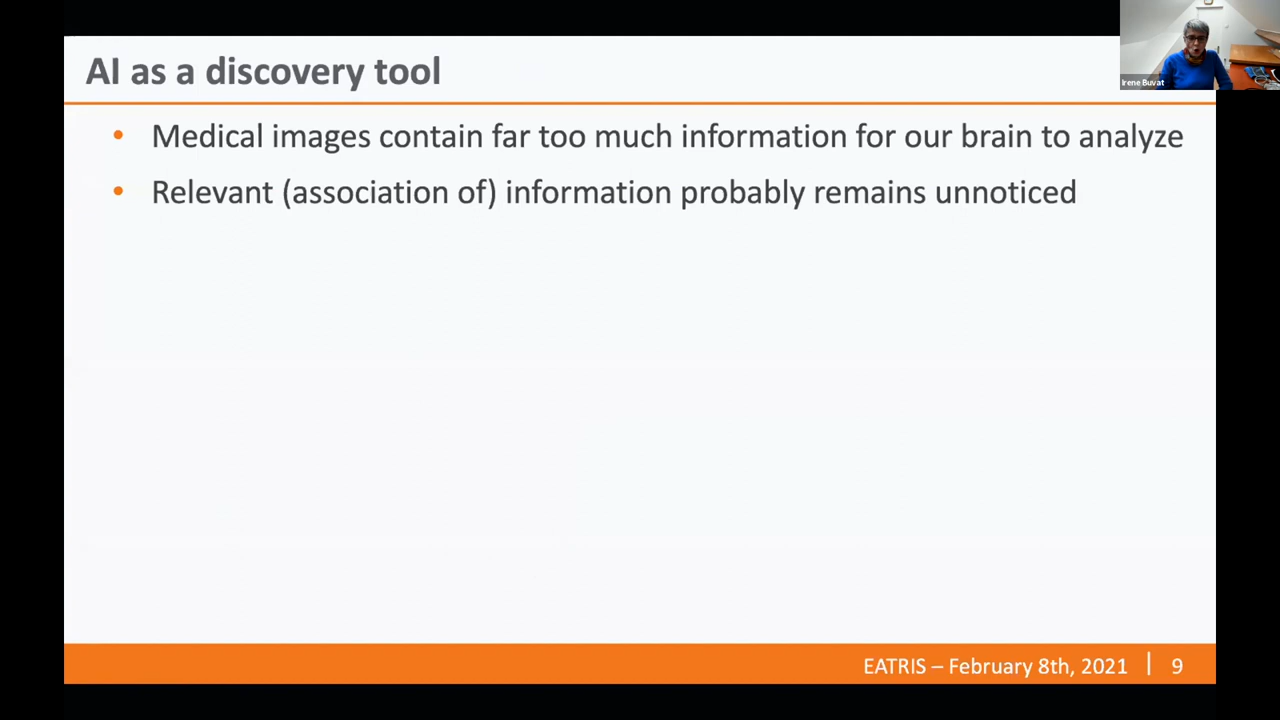 AI as a discovery tool
Irene Buvat
• Medical images contain far too much information for our brain to analyze
• Relevant (association of) information probably remains unnoticed
EATRIS – February 8th, 2021 | 9